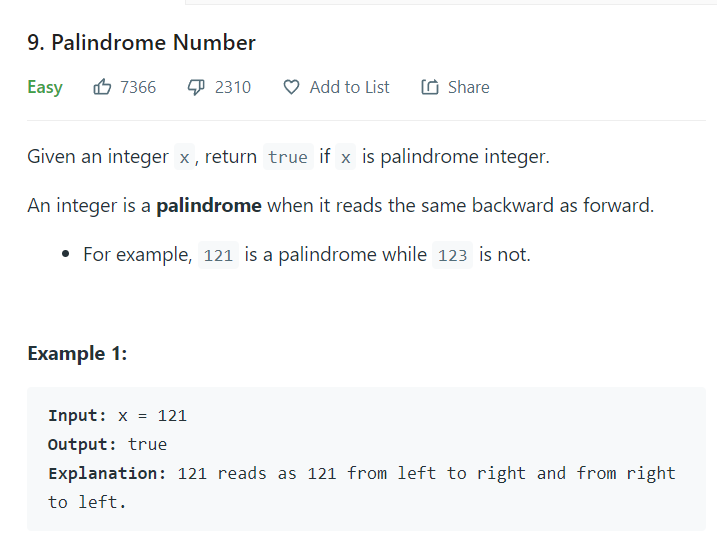 9. Palindrome Number
Easy 7366 2310 Add to List Share
Given an integer x, return true if x is palindrome integer.
An integer is a palindrome when it reads the same backward as forward.
• For example, 121 is a palindrome while 123 is not.
Example 1:
Input: x = 121
Output: true
Explanation: 121 reads as 121 from left to right and from right
to left.